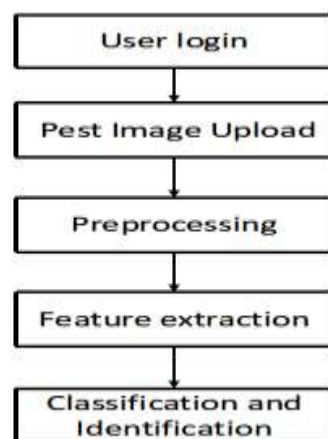 User login
Pest Image Upload
Preprocessing
Feature extraction
Classification and
Identification